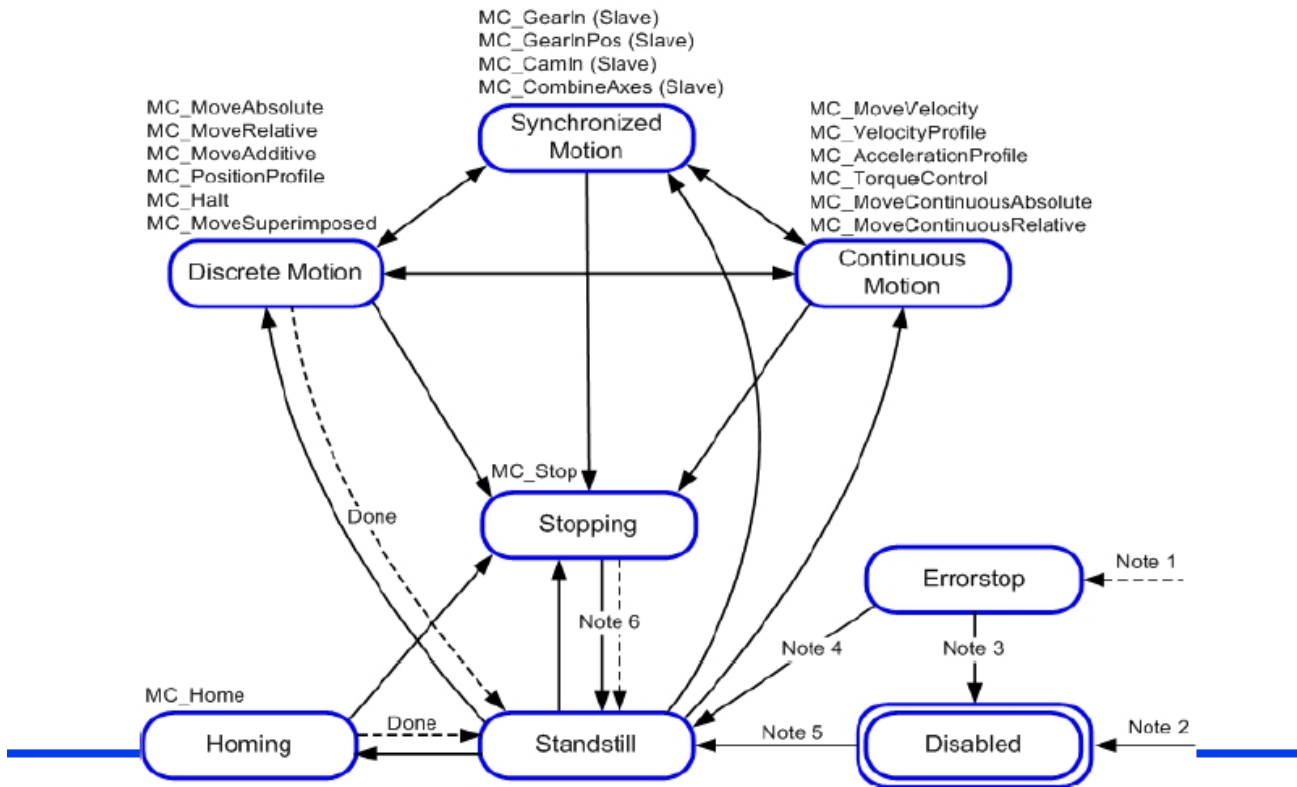 MC_GearIn (Slave)
MC_GearInPos (Slave)
MC_CamIn (Slave)
MC_CombineAxes (Slave)
Synchronized
Motion
MC_MoveAbsolute
MC_MoveRelative
MC_MoveAdditive
MC_PositionProfile
MC_Halt
MC_MoveSuperimposed
Discrete Motion
MC_MoveVelocity
MC_VelocityProfile
MC_AccelerationProfile
MC_TorqueControl
MC_MoveContinuousAbsolute
MC_MoveContinuousRelative
Continuous
Motion
MC_Stop
Stopping
Done
Note 6
Errorstop
Note 1
Note 4
Note 3
MC_Home
Homing
Done
Standstill
Note 5
Disabled
Note 2